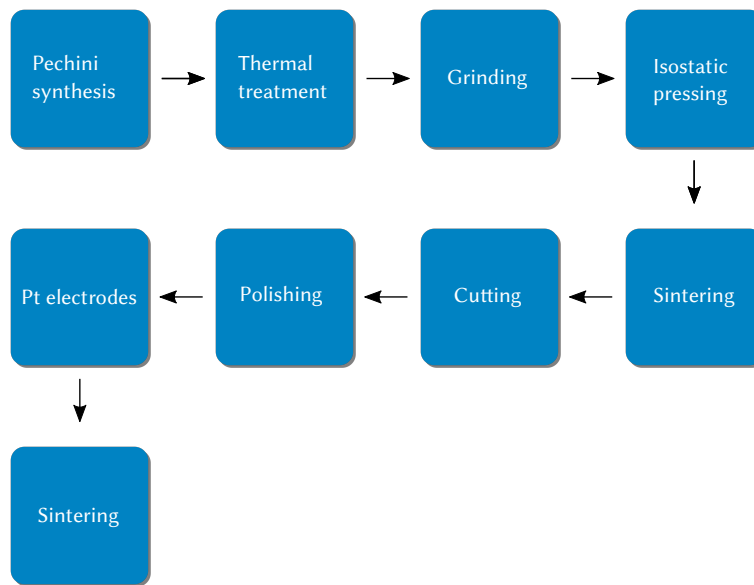 Pechini
synthesis
Thermal
treatment
Grinding
Isostatic
pressing
Sintering
Cutting
Polishing
Pt electrodes
Sintering